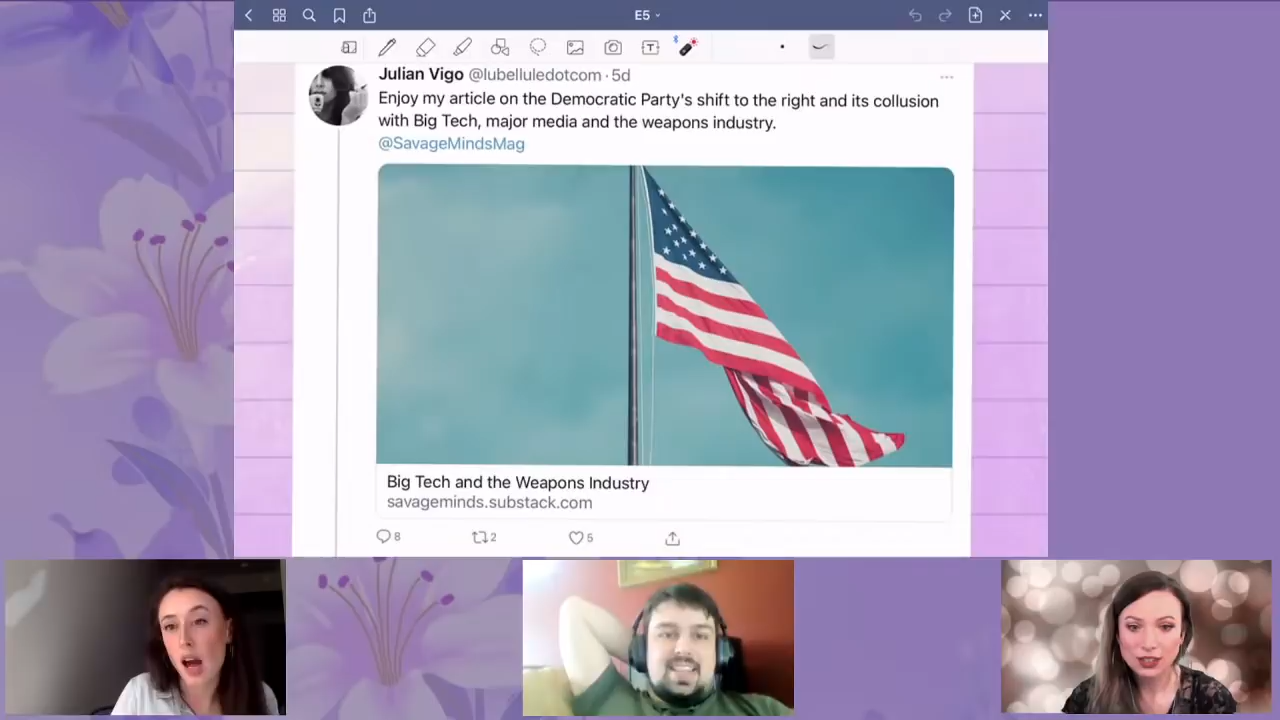 E5
Julian Vigo @lubelluledotcom · 5d
Enjoy my article on the Democratic Party's shift to the right and its collusion
with Big Tech, major media and the weapons industry.
@SavageMindsMag
Big Tech and the Weapons Industry
savageminds.substack.com
8 2 5